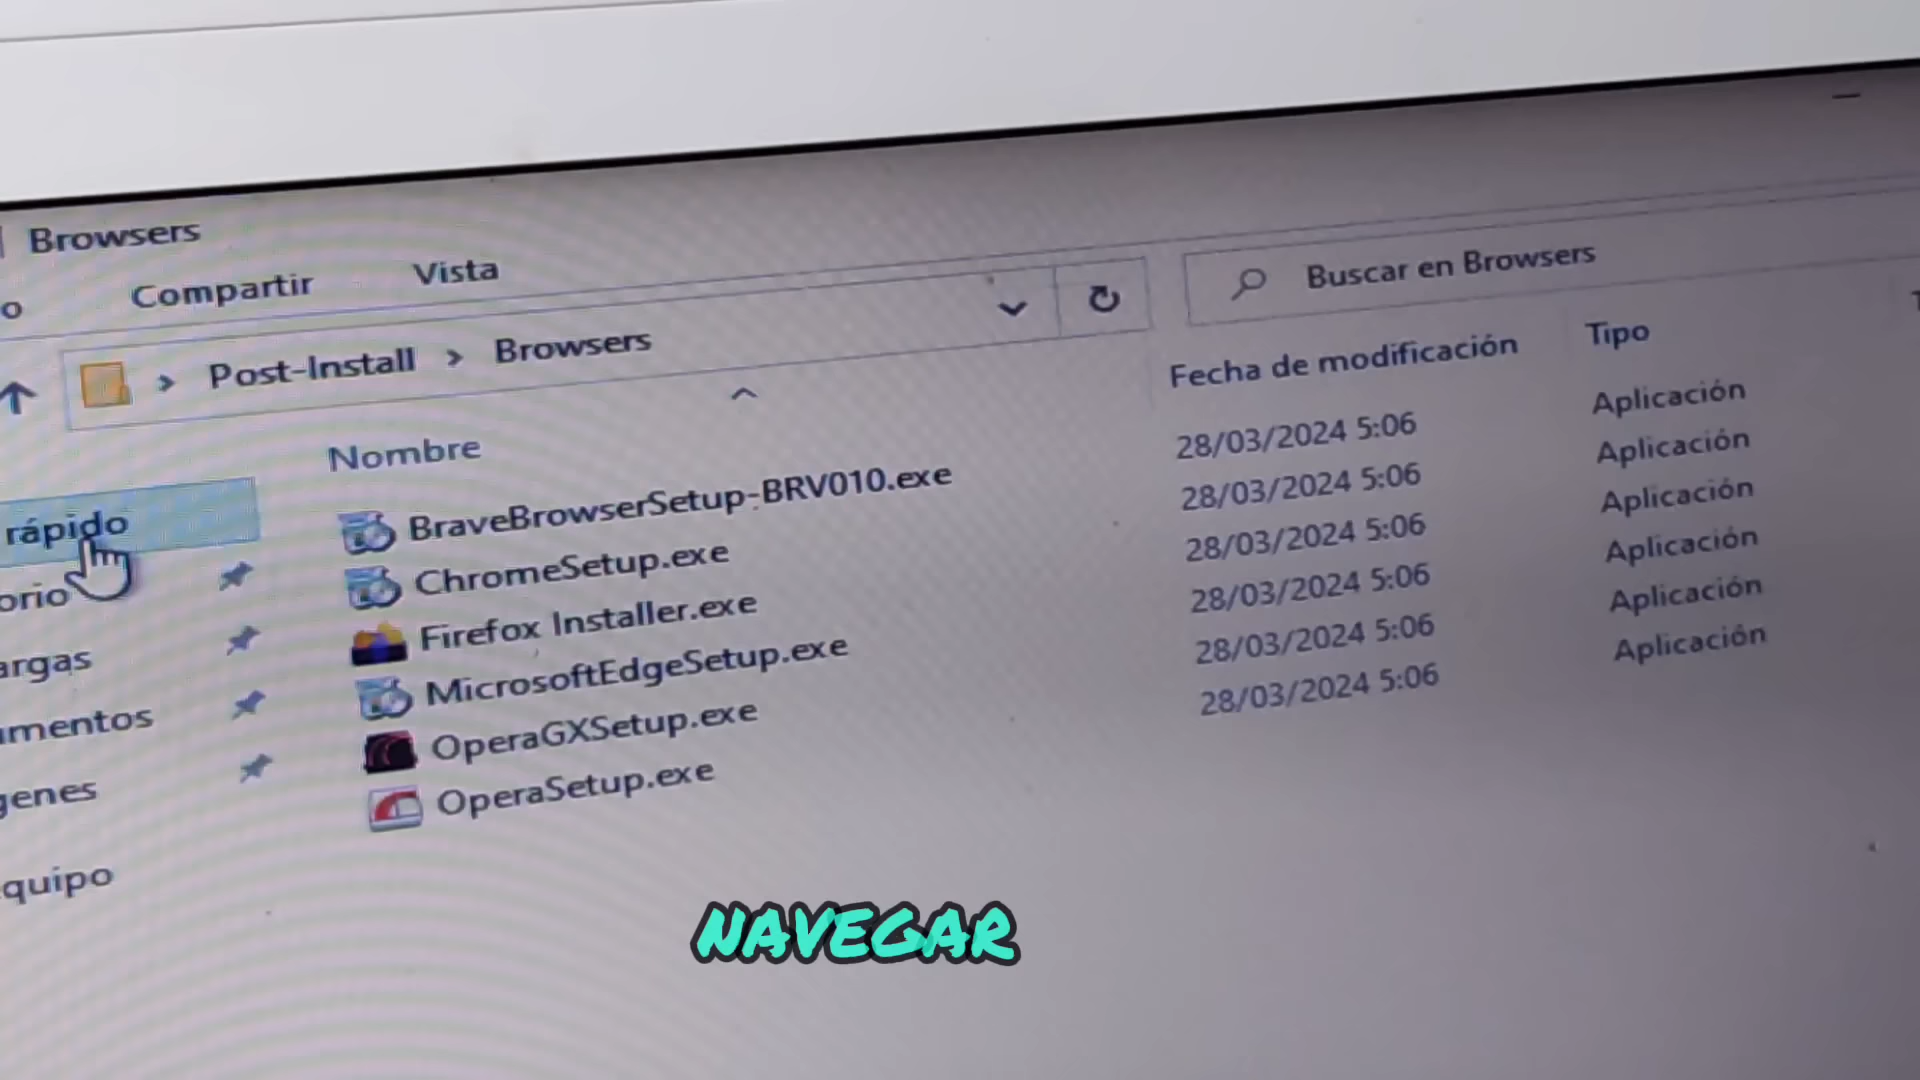 Browsers
o Compartir Vista
Post-Install > Browsers
Buscar en Browsers
Nombre Fecha de modificación Tipo
BraveBrowserSetup-BRV010.exe 28/03/2024 5:06 Aplicación
ChromeSetup.exe 28/03/2024 5:06 Aplicación
Firefox Installer.exe 28/03/2024 5:06 Aplicación
MicrosoftEdgeSetup.exe 28/03/2024 5:06 Aplicación
OperaGXSetup.exe 28/03/2024 5:06 Aplicación
OperaSetup.exe 28/03/2024 5:06 Aplicación
rápido
orio
argas
umentos
genes
quipo
NAVEGAR